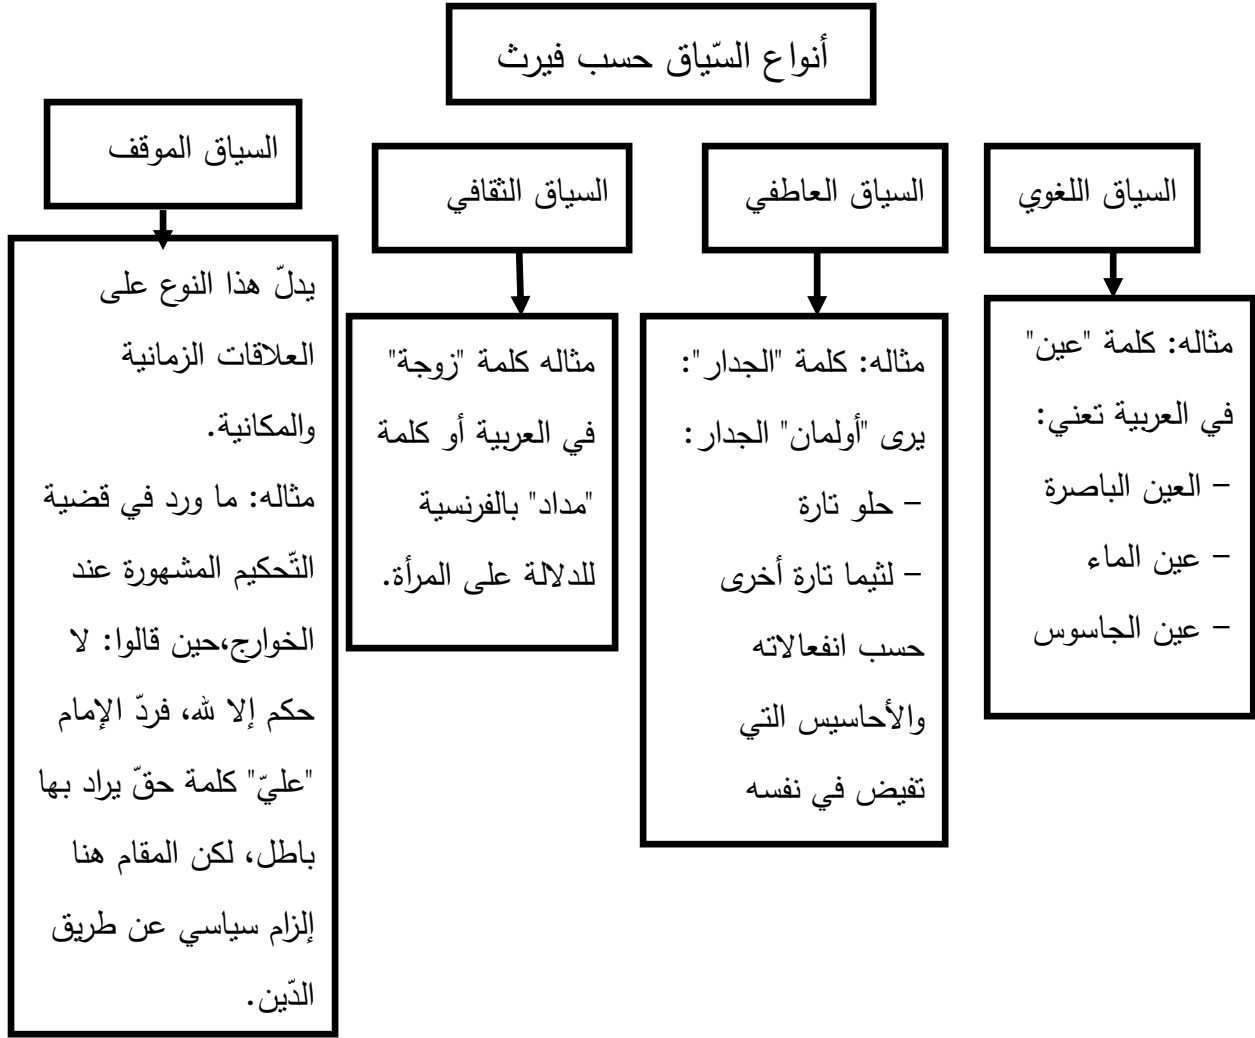 أنواع السّياق حسب فيرث
السياق اللغوي
مثاله: كلمة "عين"
في العربية تعني:
– العين الباصرة
– عين الماء
– عين الجاسوس
السياق العاطفي
مثاله: كلمة "الجدار":
يرى "أولمان" الجدار:
– حلو تارة
– لثيما تارة أخرى
حسب انفعالاته
والأحاسيس التي
تفيض في نفسه
السياق الثقافي
مثاله كلمة "زوجة"
في العربية أو كلمة
"مداد" بالفرنسية
للدلالة على المرأة.
السياق الموقف
يدلّ هذا النوع على
العلاقات الزمانية
والمكانية.
مثاله: ما ورد في قضية
التّحكيم المشهورة عند
الخوارج،حين قالوا: لا
حكم إلا لله، فردّ الإمام
"عليّ" كلمة حقّ يراد بها
باطل، لكن المقام هنا
إلزام سياسي عن طريق
الدّين.